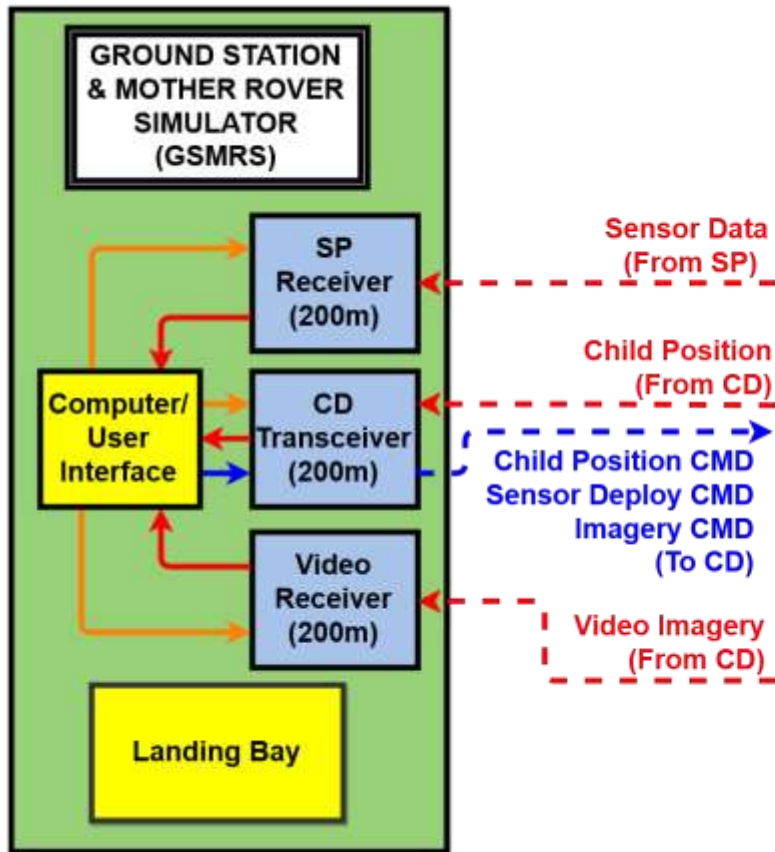 GROUND STATION
& MOTHER ROVER
SIMULATOR
(GSMRS)
SP
Receiver
(200m)
Sensor Data
(From SP)
Computer/
User
Interface
CD
Transceiver
(200m)
Child Position
(From CD)
Child Position CMD
Sensor Deploy CMD
Imagery CMD
(To CD)
Video
Receiver
(200m)
Video Imagery
(From CD)
Landing Bay